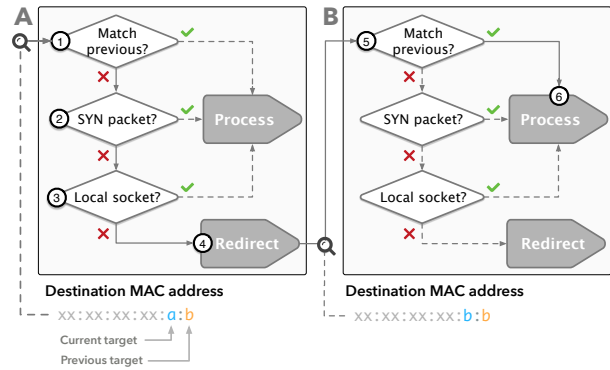 A
B
1
Match
previous?
2
SYN packet?
Process
3
Local socket?
4
Redirect
Destination MAC address
xx:xx:xx:xx:a:b
Current target
Previous target
5
Match
previous?
6
SYN packet?
Process
Local socket?
Redirect
Destination MAC address
xx:xx:xx:xx:b:b